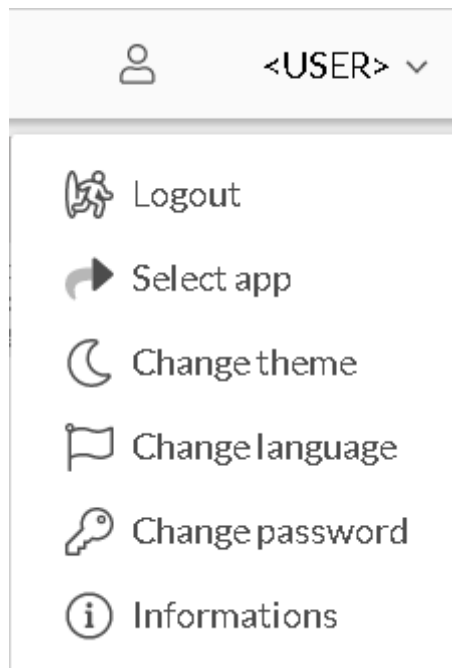 <USER>
Logout
Select app
Change theme
Change language
Change password
Informations